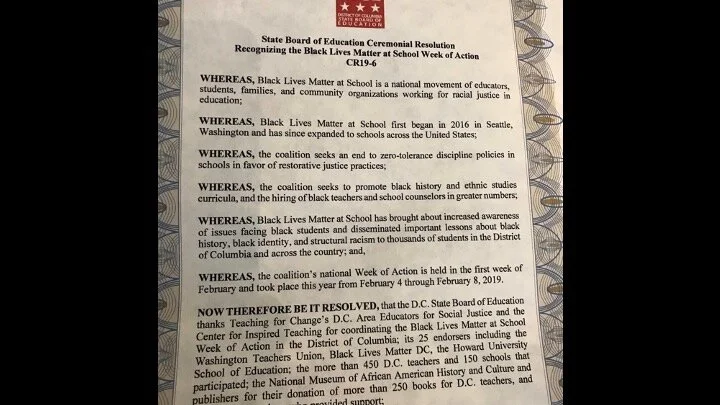 DISTRICT OF COLUMBIA
STATE BOARD OF
EDUCATION
State Board of Education Ceremonial Resolution
Recognizing the Black Lives Matter at School Week of Action
CR19-6
WHEREAS, Black Lives Matter at School is a national movement of educators,
students, families, and community organizations working for racial justice in
education;
WHEREAS, Black Lives Matter at School first began in 2016 in Seattle,
Washington and has since expanded to schools across the United States;
WHEREAS, the coalition seeks an end to zero-tolerance discipline policies in
schools in favor of restorative justice practices;
WHEREAS, the coalition seeks to promote black history and ethnic studies
curricula, and the hiring of black teachers and school counselors in greater numbers;
WHEREAS, Black Lives Matter at School has brought about increased awareness
of issues facing black students and disseminated important lessons about black
history, black identity, and structural racism to thousands of students in the District
of Columbia and across the country; and,
WHEREAS, the coalition's national Week of Action is held in the first week of
February and took place this year from February 4 through February 8, 2019.
NOW THEREFORE BE IT RESOLVED, that the D.C. State Board of Education
thanks Teaching for Change's D.C. Area Educators for Social Justice and the
Center for Inspired Teaching for coordinating the Black Lives Matter at School
Week of Action in the District of Columbia; its 25 endorsers including the
Washington Teachers Union, Black Lives Matter DC, the Howard University
School of Education; the more than 450 D.C. teachers and 150 schools that
participated; the National Museum of African American History and Culture and
publishers for their donation of more than 250 books for D.C. teachers, and
provided support;